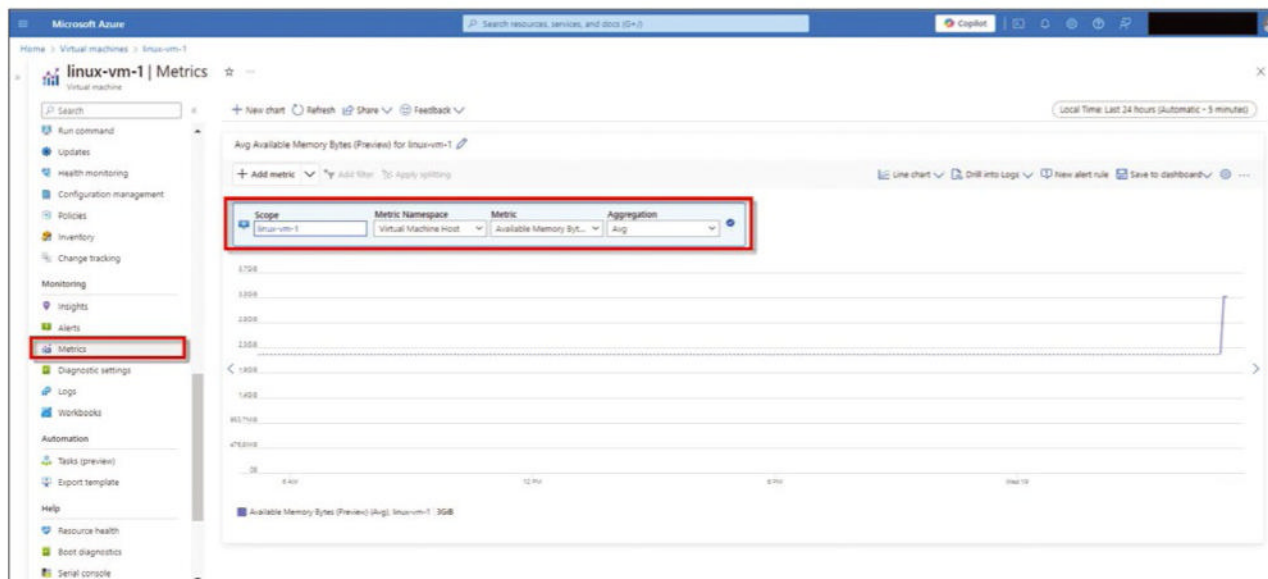 Microsoft Azure
Search resources, services, and docs (G+/)
Copilot
Home > Virtual machines > linux-vm-1
linux-vm-1 | Metrics
Virtual machine
Search
Run command
Updates
Health monitoring
Configuration management
Policies
Inventory
Change tracking
Monitoring
Insights
Alerts
Metrics
Diagnostic settings
Logs
Workbooks
Automation
Tasks (preview)
Export template
Help
Resource health
Boot diagnostics
Serial console
New chart Refresh Share Feedback
Local Time: Last 24 hours (Automatic - 5 minutes)
Avg Available Memory Bytes (Preview) for linux-vm-1
Add metric Add filter Apply splitting
Line chart Drill into Logs New alert rule Save to dashboard
Scope Metric Namespace Metric Aggregation
linux-vm-1 Virtual Machine Host Available Memory Byt... Avg
6 AM 12 PM 6 PM Wed 19
Available Memory Bytes (Preview) (Avg), linux-vm-1 3GiB